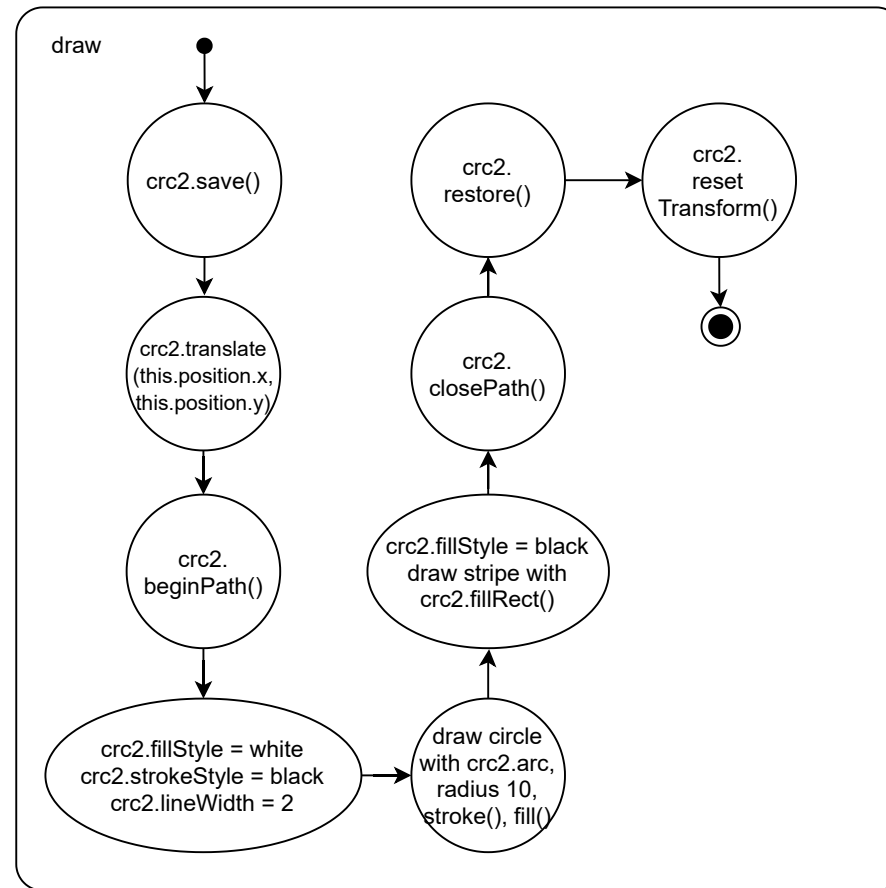 draw
crc2.save()
crc2.translate
(this.position.x,
this.position.y)
crc2.
beginPath()
crc2.fillStyle = white
crc2.strokeStyle = black
crc2.lineWidth = 2
draw circle
with crc2.arc,
radius 10,
stroke(), fill()
crc2.fillStyle = black
draw stripe with
crc2.fillRect()
crc2.
closePath()
crc2.
restore()
crc2.
reset
Transform()